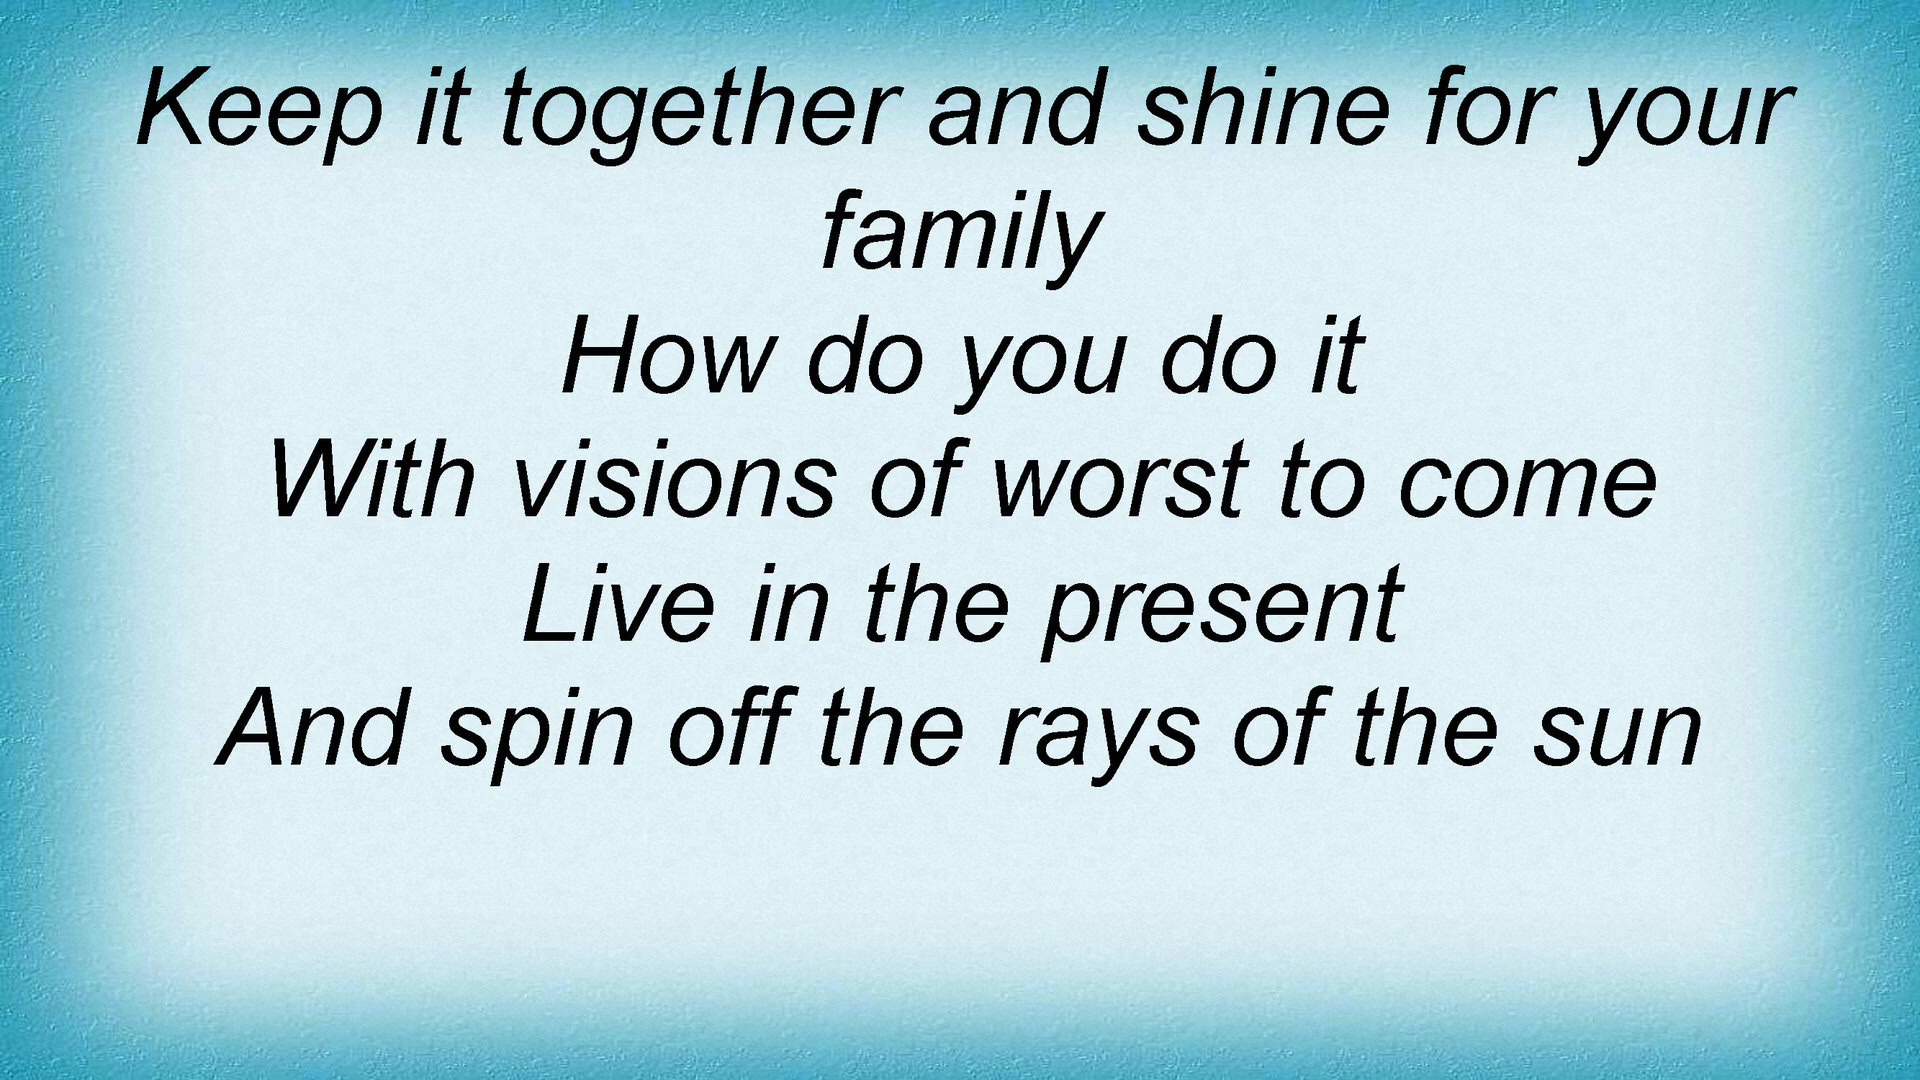 Keep it together and shine for your
family
How do you do it
With visions of worst to come
Live in the present
And spin off the rays of the sun